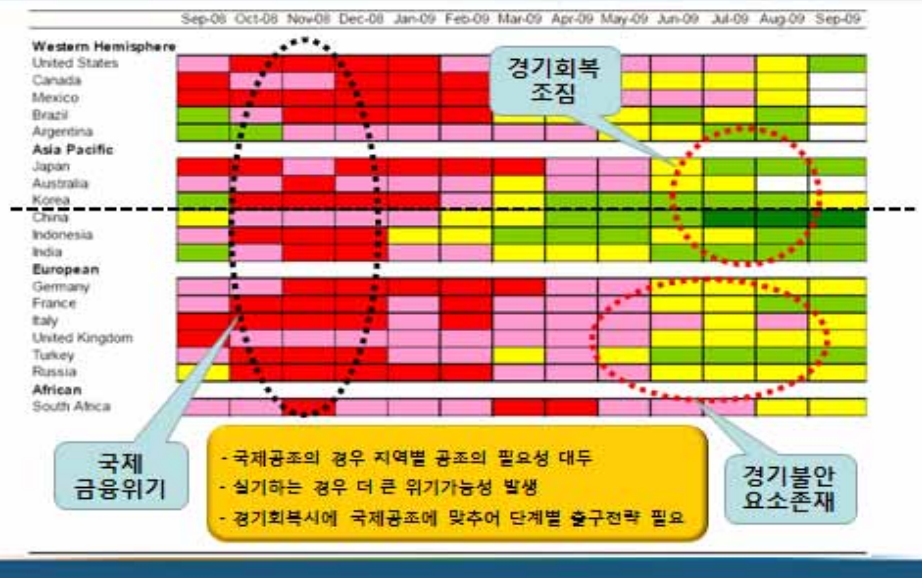 Sep-08 Oct-08 Nov-08 Dec-08 Jan-09 Feb-09 Mar-09 Apr-09 May-09 Jun-09 Jul-09 Aug-09 Sep-09
Western Hemisphere
United States
Canada
Mexico
Brazil
Argentina
Asia Pacific
Japan
Australia
Korea
China
Indonesia
India
European
Germany
France
Italy
United Kingdom
Turkey
Russia
African
South Africa
경기회복
조짐
국제
금융위기
- 국제공조의 경우 지역별 공조의 필요성 대두
- 실기하는 경우 더 큰 위기가능성 발생
- 경기회복시에 국제공조에 맞추어 단계별 출구전략 필요
경기불안
요소존재